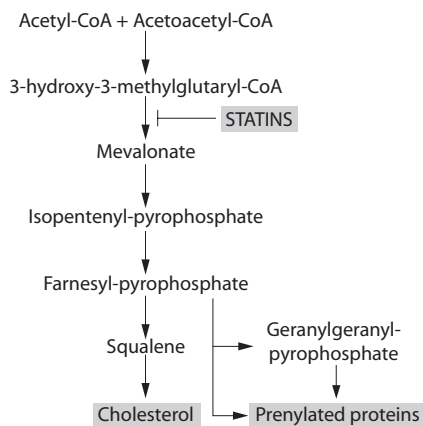 Acetyl-CoA + Acetoacetyl-CoA
3-hydroxy-3-methylglutaryl-CoA
STATINS
Mevalonate
Isopentenyl-pyrophosphate
Farnesyl-pyrophosphate
Squalene
Geranylgeranyl-
pyrophosphate
Cholesterol
Prenylated proteins